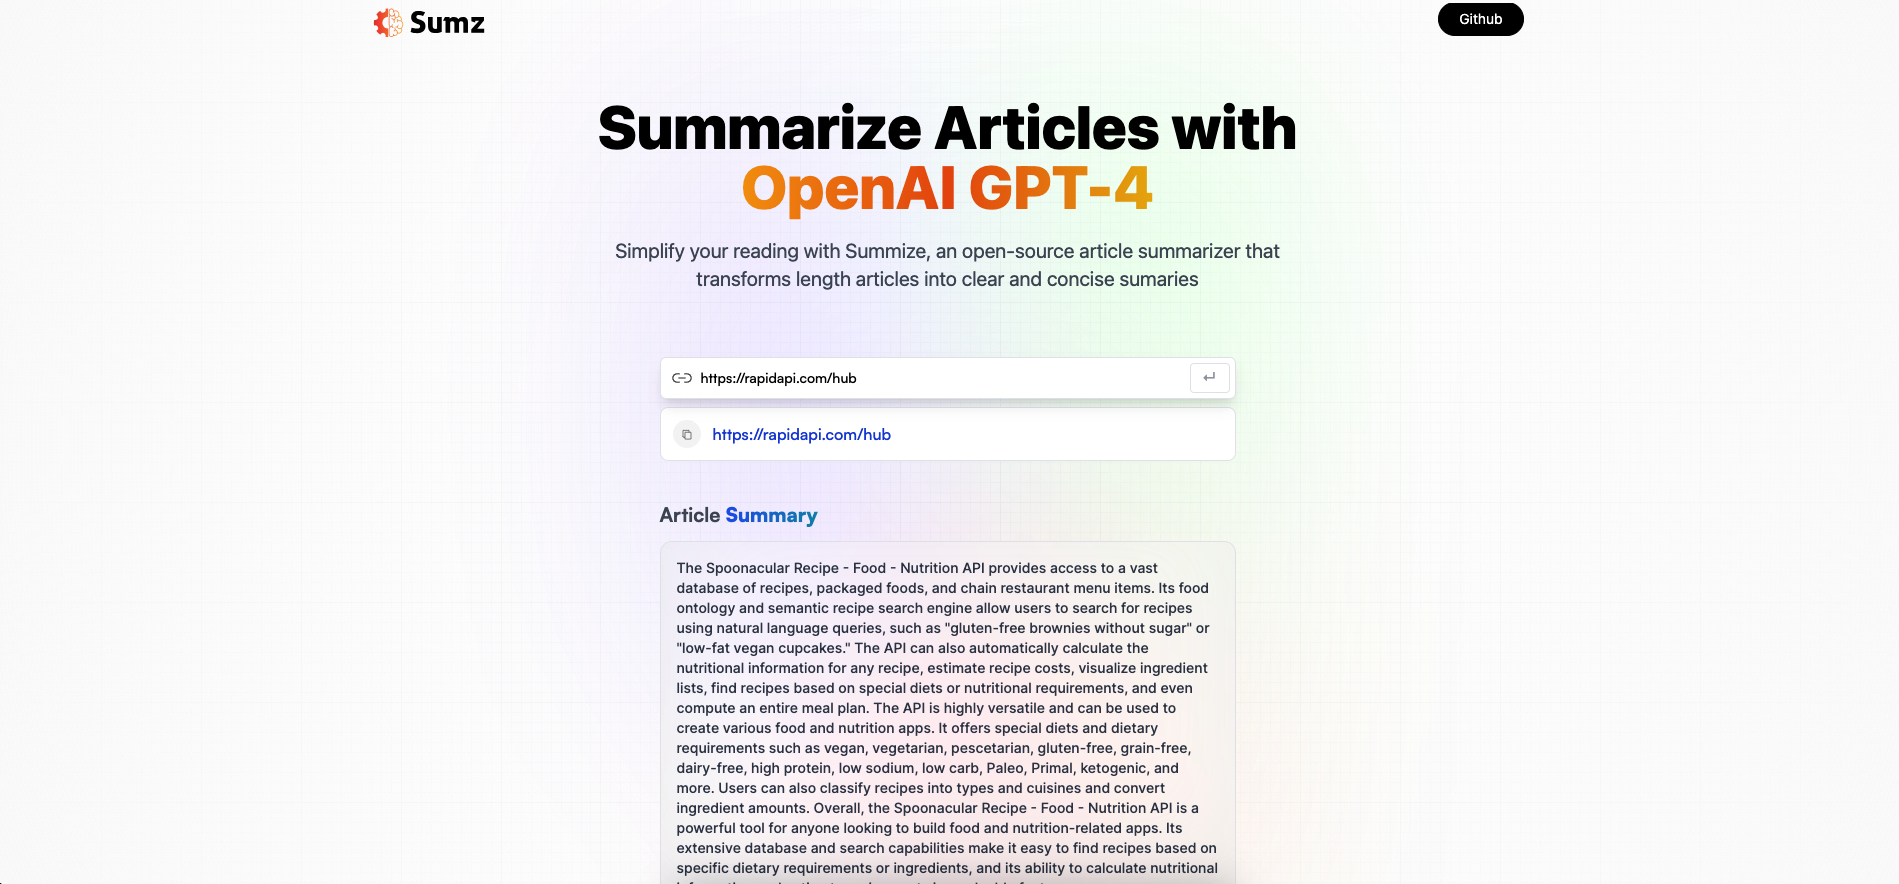 Sumz
Github
Summarize Articles with
OpenAI GPT-4
Simplify your reading with Summize, an open-source article summarizer that
transforms length articles into clear and concise sumaries
https://rapidapi.com/hub
https://rapidapi.com/hub
Article Summary
The Spoonacular Recipe - Food - Nutrition API provides access to a vast
database of recipes, packaged foods, and chain restaurant menu items. Its food
ontology and semantic recipe search engine allow users to search for recipes
using natural language queries, such as "gluten-free brownies without sugar" or
"low-fat vegan cupcakes." The API can also automatically calculate the
nutritional information for any recipe, estimate recipe costs, visualize ingredient
lists, find recipes based on special diets or nutritional requirements, and even
compute an entire meal plan. The API is highly versatile and can be used to
create various food and nutrition apps. It offers special diets and dietary
requirements such as vegan, vegetarian, pescetarian, gluten-free, grain-free,
dairy-free, high protein, low sodium, low carb, Paleo, Primal, ketogenic, and
more. Users can also classify recipes into types and cuisines and convert
ingredient amounts. Overall, the Spoonacular Recipe - Food - Nutrition API is a
powerful tool for anyone looking to build food and nutrition-related apps. Its
extensive database and search capabilities make it easy to find recipes based on
specific dietary requirements or ingredients, and its ability to calculate nutritional